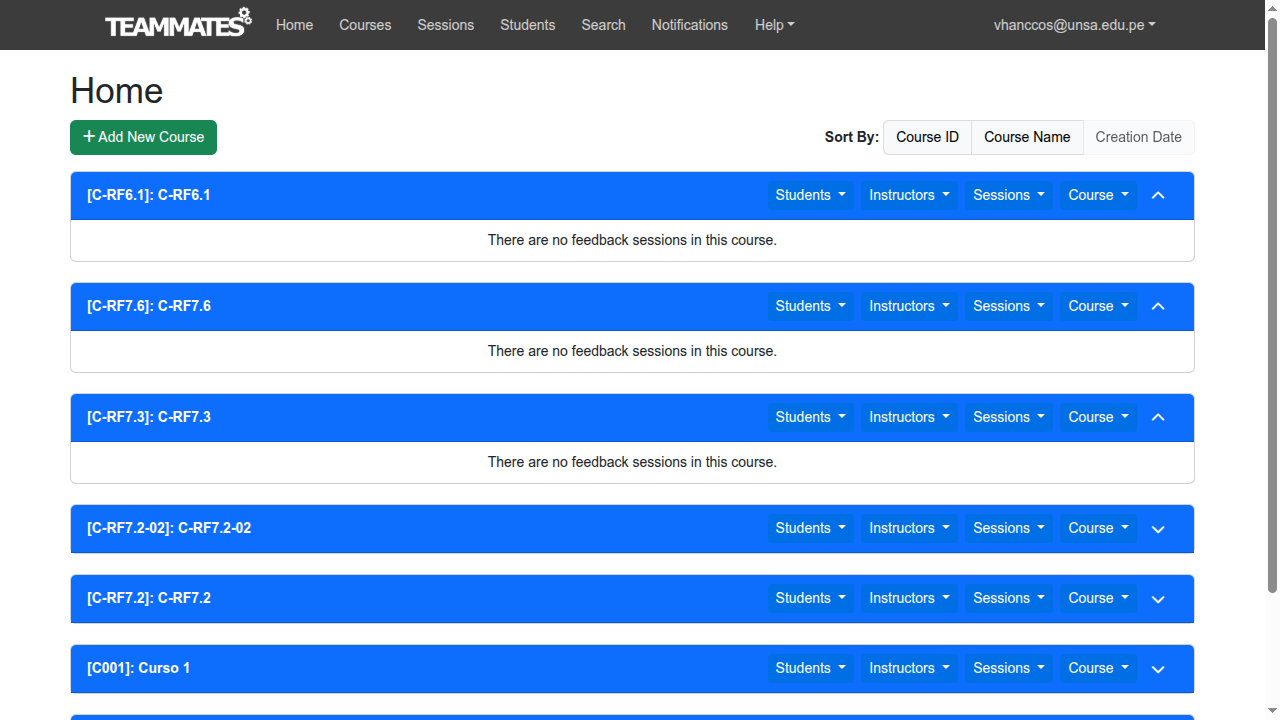 TEAMMATES Home Courses Sessions Students Search Notifications Help vhanccos@unsa.edu.pe
Home
Add New Course Sort By: Course ID Course Name Creation Date
[C-RF6.1]: C-RF6.1 Students Instructors Sessions Course
There are no feedback sessions in this course.
[C-RF7.6]: C-RF7.6 Students Instructors Sessions Course
There are no feedback sessions in this course.
[C-RF7.3]: C-RF7.3 Students Instructors Sessions Course
There are no feedback sessions in this course.
[C-RF7.2-02]: C-RF7.2-02 Students Instructors Sessions Course
[C-RF7.2]: C-RF7.2 Students Instructors Sessions Course
[C001]: Curso 1 Students Instructors Sessions Course